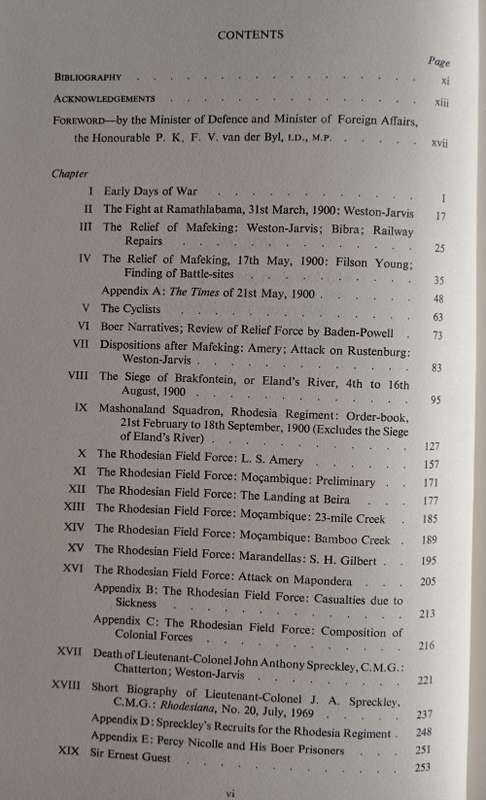 CONTENTS
Page
BIBLIOGRAPHY . . . . . . . . . . . . . . . xi
ACKNOWLEDGEMENTS . . . . . . . . . . . . . xiii
FOREWORD—by the Minister of Defence and Minister of Foreign Affairs,
the Honourable P. K. F. V. van der Byl, I.D., M.P. . . . . . xvii
Chapter
I Early Days of War . . . . . . . . . . 1
II The Fight at Ramathlabama, 31st March, 1900: Weston-Jarvis 17
III The Relief of Mafeking: Weston-Jarvis; Bibra; Railway
Repairs . . . . . . . . . . . 25
IV The Relief of Mafeking, 17th May, 1900: Filson Young;
Finding of Battle-sites . . . . . . . . 35
Appendix A: The Times of 21st May, 1900 . . . . . 48
V The Cyclists . . . . . . . . . . . 63
VI Boer Narratives; Review of Relief Force by Baden-Powell . 73
VII Dispositions after Mafeking: Amery; Attack on Rustenburg:
Weston-Jarvis . . . . . . . . . . 83
VIII The Siege of Brakfontein, or Eland's River, 4th to 16th
August, 1900 . . . . . . . . . . 95
IX Mashonaland Squadron, Rhodesia Regiment: Order-book,
21st February to 18th September, 1900 (Excludes the Siege
of Eland's River) . . . . . . . . . 127
X The Rhodesian Field Force: L. S. Amery . . . . . 157
XI The Rhodesian Field Force: Moçambique: Preliminary . . 171
XII The Rhodesian Field Force: The Landing at Beira . . . 177
XIII The Rhodesian Field Force: Moçambique: 23-mile Creek . 185
XIV The Rhodesian Field Force: Moçambique: Bamboo Creek . 189
XV The Rhodesian Field Force: Marandellas: S. H. Gilbert . . 195
XVI The Rhodesian Field Force: Attack on Mapondera . . . 205
Appendix B: The Rhodesian Field Force: Casualties due to
Sickness . . . . . . . . . . . 213
Appendix C: The Rhodesian Field Force: Composition of
Colonial Forces . . . . . . . . . 216
XVII Death of Lieutenant-Colonel John Anthony Spreckley, C.M.G.:
Chatterton; Weston-Jarvis . . . . . . . . 221
XVIII Short Biography of Lieutenant-Colonel J. A. Spreckley,
C.M.G.: Rhodesiana, No. 20, July, 1969 . . . . . 237
Appendix D: Spreckley's Recruits for the Rhodesia Regiment . 248
Appendix E: Percy Nicolle and His Boer Prisoners . . . 251
XIX Sir Ernest Guest . . . . . . . . . . 253
vi